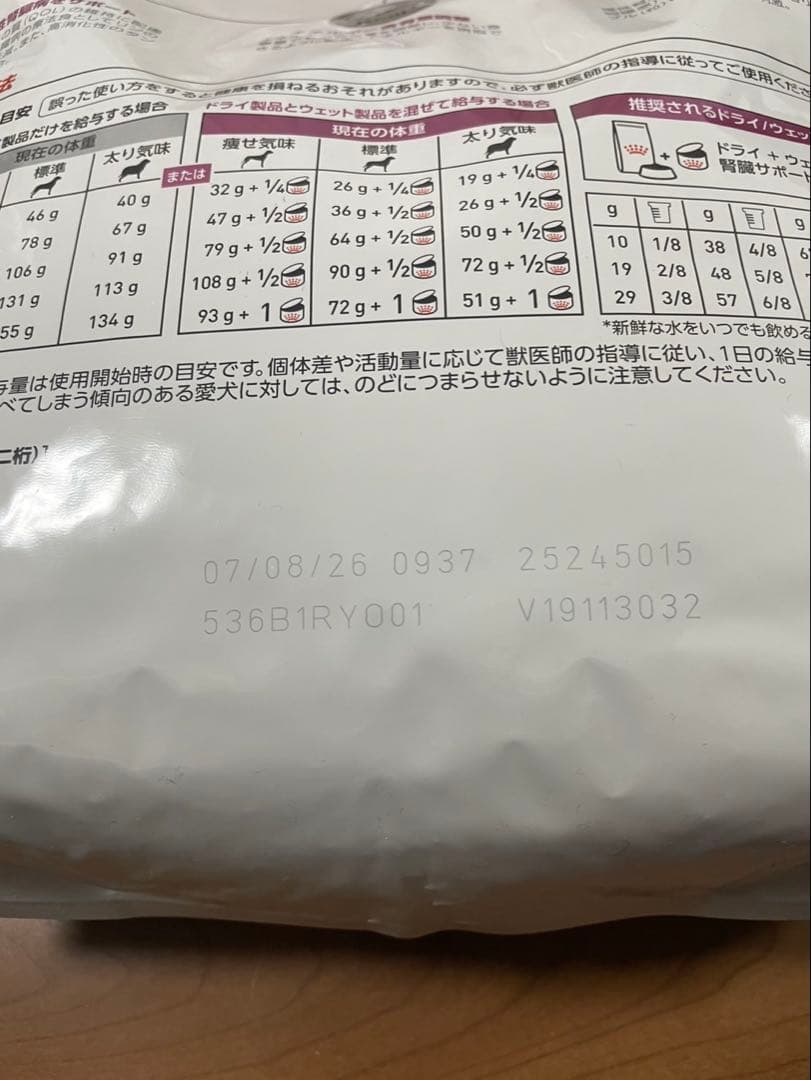 目安
誤った使い方をすると健康を損ねるおそれがありますので、必ず獣医師の指導に従ってご使用くださ
製品だけを給与する場合
ドライ製品とウェット製品を混ぜて給与する場合
推奨されるドライ/ウェッ
現在の体重
現在の体重
標準 太り気味
または
痩せ気味 標準 太り気味
ドライ + ウェ
腎臓サポート
46 g 40 g 32 g + 1/4 26 g + 1/4 19 g + 1/4
78 g 67 g 47 g + 1/2 36 g + 1/2 26 g + 1/2
106 g 91 g 79 g + 1/2 64 g + 1/2 50 g + 1/2
131 g 113 g 108 g + 1/2 90 g + 1/2 72 g + 1/2
55 g 134 g 93 g + 1 72 g + 1 51 g + 1
g g g
10 1/8 38 4/8
19 2/8 48 5/8
29 3/8 57 6/8
*新鮮な水をいつでも飲める
与量は使用開始時の目安です。個体差や活動量に応じて獣医師の指導に従い、1日の給与
べてしまう傾向のある愛犬に対しては、のどにつまらせないように注意してください。
二桁)
07/08/26 0937 25245015
536B1RY001 V19113032